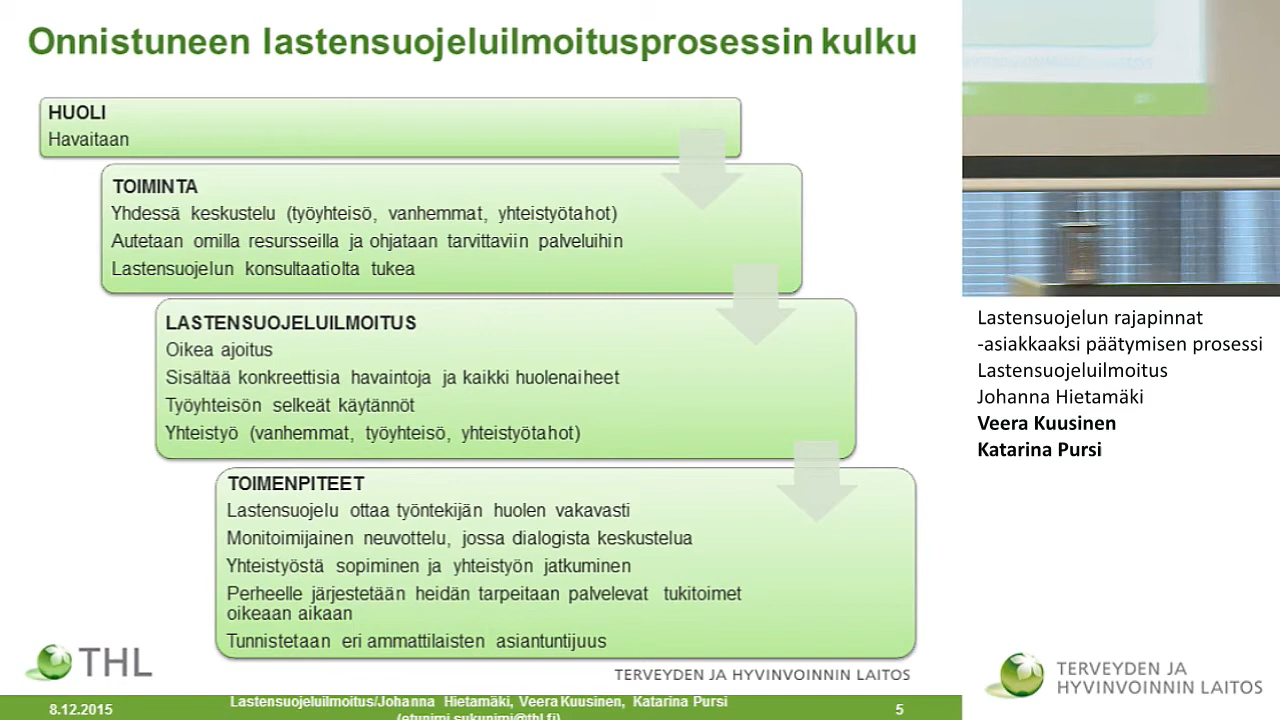 Onnistuneen lastensuojeluilmoitusprosessin kulku
HUOLI
Havaitaan
TOIMINTA
Yhdessä keskustelu (työyhteisö, vanhemmat, yhteistyötahot)
Autetaan omilla resursseilla ja ohjataan tarvittaviin palveluihin
Lastensuojelun konsultaatiolta tukea
LASTENSUOJELUILMOITUS
Oikea ajoitus
Sisältää konkreettisia havaintoja ja kaikki huolenaiheet
Työyhteisön selkeät käytännöt
Yhteistyö (vanhemmat, työyhteisö, yhteistyötahot)
TOIMENPITEET
Lastensuojelu ottaa työntekijän huolen vakavasti
Monitoimijainen neuvottelu, jossa dialogista keskustelua
Yhteistyöstä sopiminen ja yhteistyön jatkuminen
Perheelle järjestetään heidän tarpeitaan palvelevat tukitoimet
oikeaan aikaan
Tunnistetaan eri ammattilaisten asiantuntijuus
THL
TERVEYDEN JA HYVINVOINNIN LAITOS
8.12.2015
Lastensuojeluilmoitus/Johanna Hietamäki, Veera Kuusinen, Katarina Pursi
(etunimi.sukunimi@thl.fi)
5
Lastensuojelun rajapinnat
-asiakkaaksi päätymisen prosessi
Lastensuojeluilmoitus
Johanna Hietamäki
Veera Kuusinen
Katarina Pursi
TERVEYDEN JA
HYVINVOINNIN LAITOS